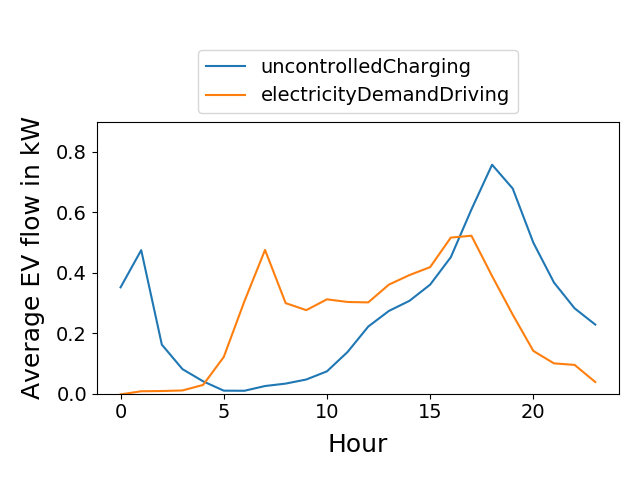 uncontrolledCharging
electricityDemandDriving
Average EV flow in kW
0.8
0.6
0.4
0.2
0.0
0 5 10 15 20
Hour